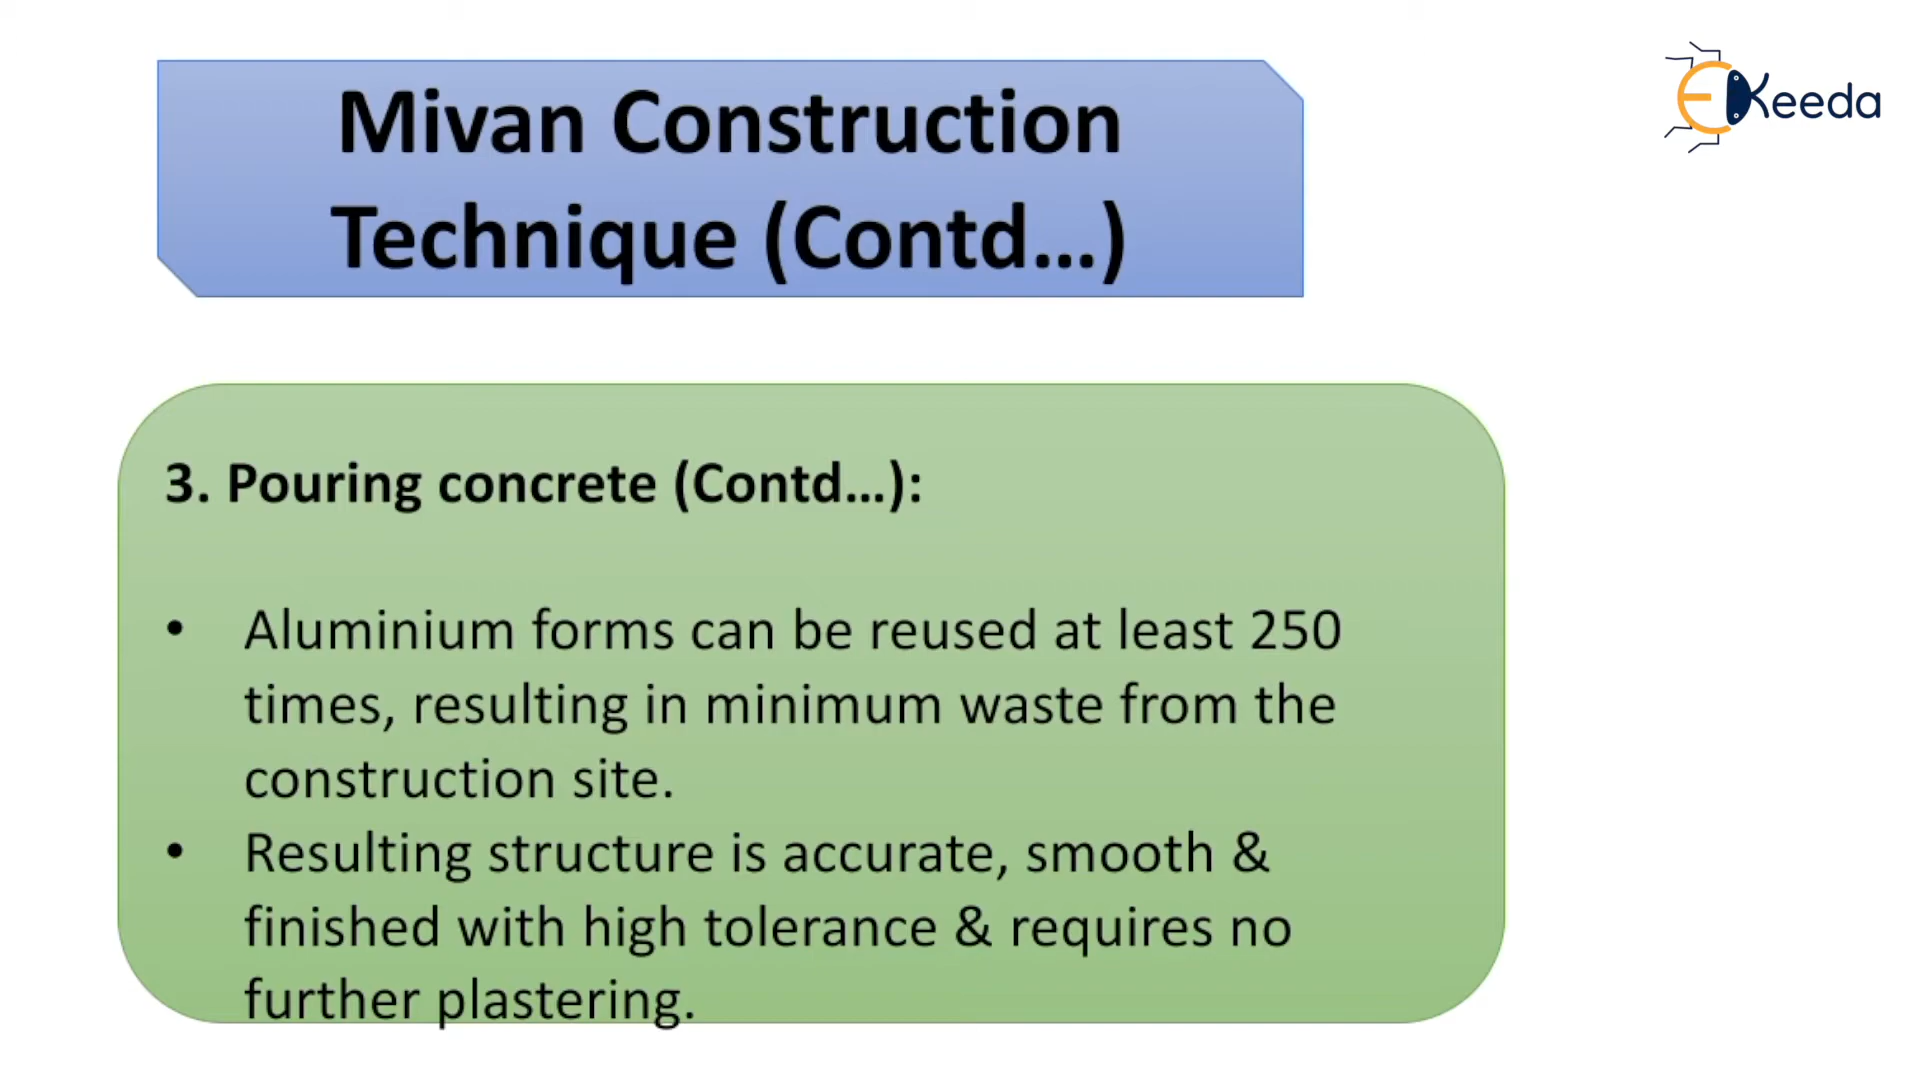 Mivan Construction
Technique (Contd...)
EKeeda
3. Pouring concrete (Contd...):
• Aluminium forms can be reused at least 250
times, resulting in minimum waste from the
construction site.
• Resulting structure is accurate, smooth &
finished with high tolerance & requires no
further plastering.